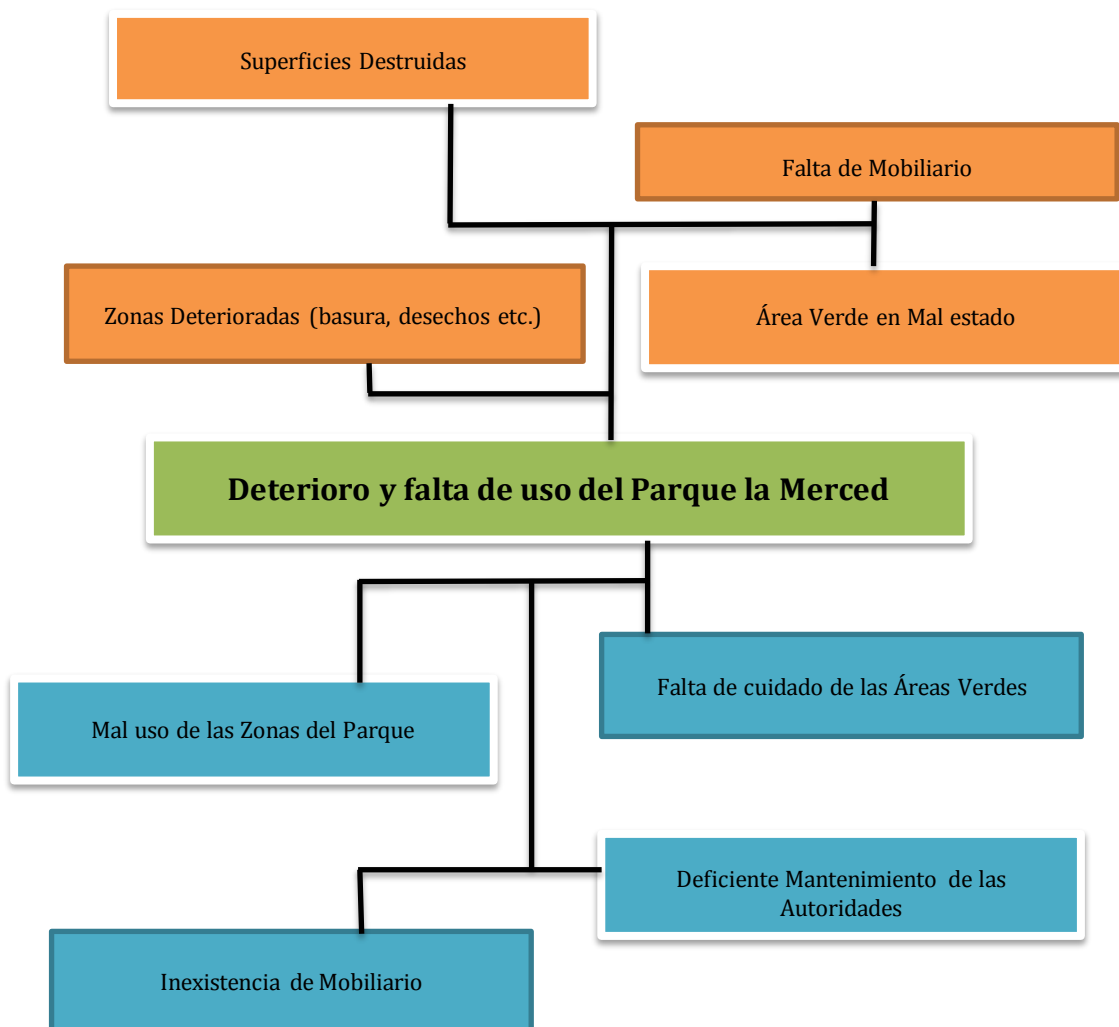 Superficies Destruidas
Falta de Mobiliario
Zonas Deterioradas (basura, desechos etc.)
Área Verde en Mal estado
Deterioro y falta de uso del Parque la Merced
Falta de cuidado de las Áreas Verdes
Mal uso de las Zonas del Parque
Deficiente Mantenimiento de las
Autoridades
Inexistencia de Mobiliario